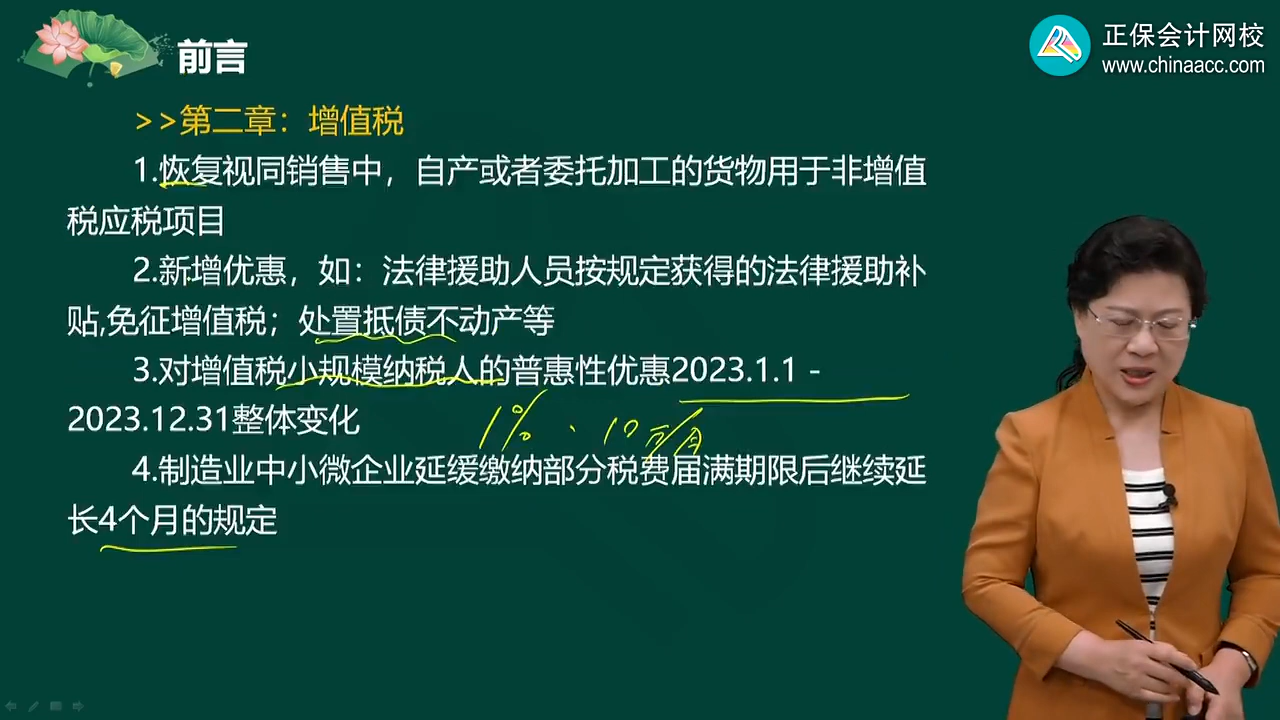 前言
正保会计网校
www.chinaacc.com
>>第二章：增值税
1.恢复视同销售中，自产或者委托加工的货物用于非增值
税应税项目
2.新增优惠，如：法律援助人员按规定获得的法律援助补
贴,免征增值税；处置抵债不动产等
3.对增值税小规模纳税人的普惠性优惠2023.1.1 -
2023.12.31整体变化
1% 、 10万/月
4.制造业中小微企业延缓缴纳部分税费届满期限后继续延
长4个月的规定